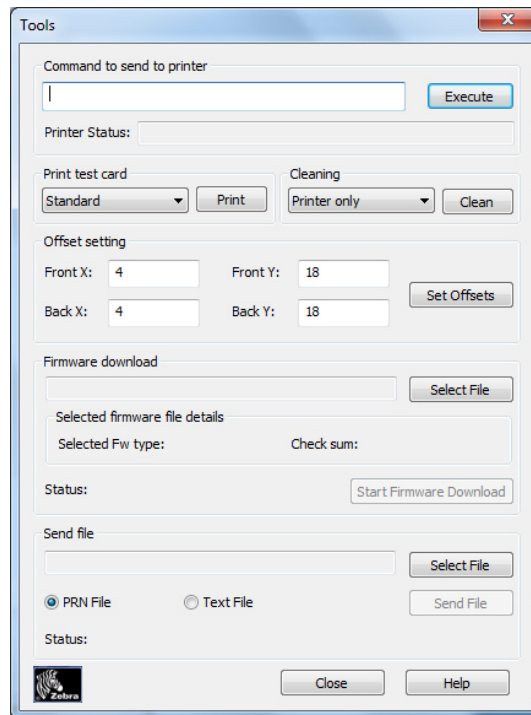 Tools
Command to send to printer
Execute
Printer Status:
Print test card
Cleaning
Standard
Print
Printer only
Clean
Offset setting
Front X: 4 Front Y: 18
Set Offsets
Back X: 4 Back Y: 18
Firmware download
Select File
Selected firmware file details
Selected Fw type: Check sum:
Status:
Start Firmware Download
Send file
Select File
PRN File Text File
Send File
Status:
Zebra
Close
Help